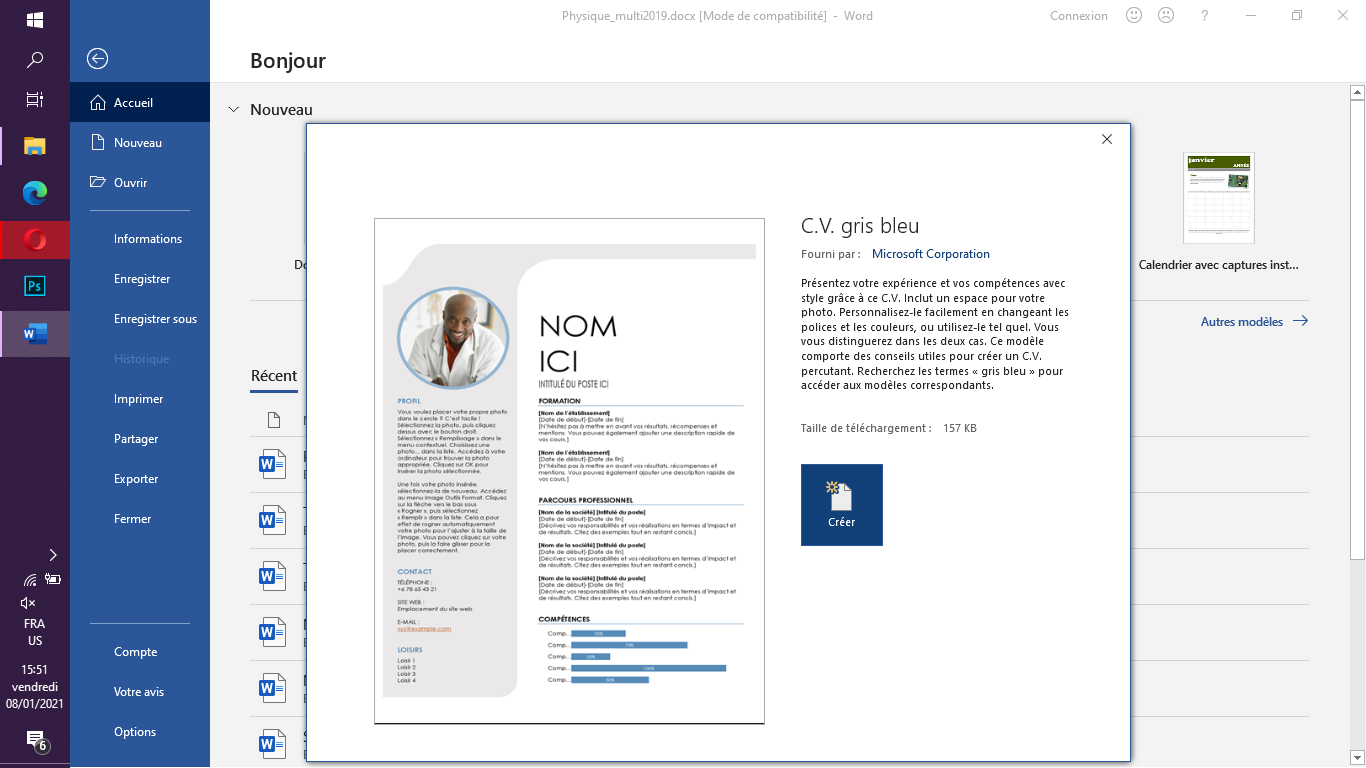 Physique_multi2019.docx [Mode de compatibilité] - Word
Connexion
?
Bonjour
Accueil
Nouveau
Ouvrir
Informations
Enregistrer
Enregistrer sous
Historique
Imprimer
Partager
Exporter
Fermer
Compte
Votre avis
Options
Ps
FRA
US
15:51
vendredi
08/01/2021
6
Nouveau
janvier
ANNÉE
Calendrier avec captures inst...
Autres modèles
Récent
NOM
ICI
INTITULÉ DU POSTE ICI
PROFIL
Vous voulez placer votre propre photo
dans le cercle ? C'est facile !
Sélectionnez la photo, puis cliquez
dessus avec le bouton droit.
Sélectionnez « Remplissage » dans le
menu contextuel. Choisissez une
photo... dans la liste. Accédez à votre
ordinateur pour trouver la photo
appropriée. Cliquez sur OK pour
insérer la photo sélectionnée.
Une fois votre photo insérée,
sélectionnez-la de nouveau. Accédez
au menu Image Outils Format. Cliquez
sur la flèche vers le bas sous
« Rogner », puis sélectionnez
« Remplir » dans la liste. Cela a pour
effet de rogner automatiquement
votre photo pour l'ajuster à la taille de
l'image. Vous pouvez cliquez sur votre
photo, puis la faire glisser pour la
placer correctement.
CONTACT
TÉLÉPHONE :
+6 78 65 43 21
SITE WEB :
Emplacement du site web
E-MAIL :
xyz@example.com
LOISIRS
Loisir 1
Loisir 2
Loisir 3
Loisir 4
FORMATION
[Nom de l'établissement]
[Date de début]-[Date de fin]
[N'hésitez pas à mettre en avant vos résultats, récompenses et
mentions. Vous pouvez également ajouter une description rapide de
vos cours.]
[Nom de l'établissement]
[Date de début]-[Date de fin]
[N'hésitez pas à mettre en avant vos résultats, récompenses et
mentions. Vous pouvez également ajouter une description rapide de
vos cours.]
PARCOURS PROFESSIONNEL
[Nom de la société] [Intitulé du poste]
[Date de début]-[Date de fin]
[Décrivez vos responsabilités et vos réalisations en termes d'impact et
de résultats. Citez des exemples tout en restant concis.]
[Nom de la société] [Intitulé du poste]
[Date de début]-[Date de fin]
[Décrivez vos responsabilités et vos réalisations en termes d'impact et
de résultats. Citez des exemples tout en restant concis.]
[Nom de la société] [Intitulé du poste]
[Date de début]-[Date de fin]
[Décrivez vos responsabilités et vos réalisations en termes d'impact et
de résultats. Citez des exemples tout en restant concis.]
COMPÉTENCES
Comp...
Comp... 75%
Comp...
Comp... 100%
Comp...
C.V. gris bleu
Fourni par : Microsoft Corporation
Présentez votre expérience et vos compétences avec
style grâce à ce C.V. Inclut un espace pour votre
photo. Personnalisez-le facilement en changeant les
polices et les couleurs, ou utilisez-le tel quel. Vous
vous distinguerez dans les deux cas. Ce modèle
comporte des conseils utiles pour créer un C.V.
percutant. Recherchez les termes « gris bleu » pour
accéder aux modèles correspondants.
Taille de téléchargement : 157 KB
Créer